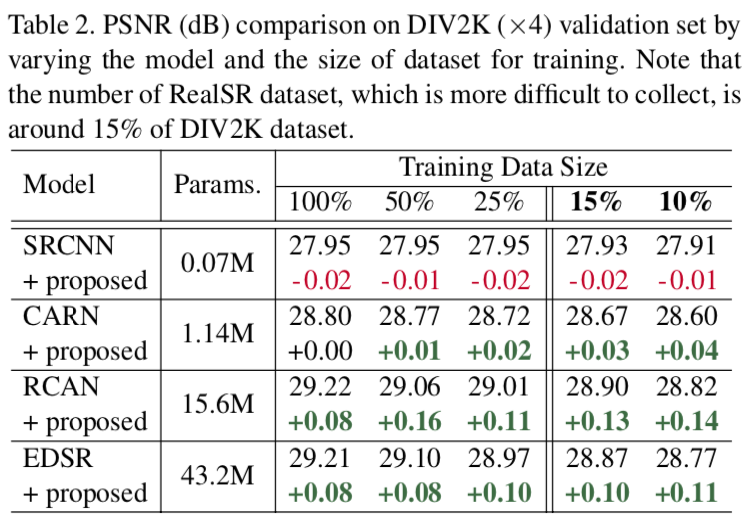 Table 2. PSNR (dB) comparison on DIV2K (×4) validation set by
varying the model and the size of dataset for training. Note that
the number of RealSR dataset, which is more difficult to collect, is
around 15% of DIV2K dataset.
Model Params. Training Data Size
100% 50% 25% 15% 10%
SRCNN 27.95 27.95 27.95 27.93 27.91
+ proposed 0.07M -0.02 -0.01 -0.02 -0.02 -0.01
CARN 28.80 28.77 28.72 28.67 28.60
+ proposed 1.14M +0.00 +0.01 +0.02 +0.03 +0.04
RCAN 29.22 29.06 29.01 28.90 28.82
+ proposed 15.6M +0.08 +0.16 +0.11 +0.13 +0.14
EDSR 29.21 29.10 28.97 28.87 28.77
+ proposed 43.2M +0.08 +0.08 +0.10 +0.10 +0.11